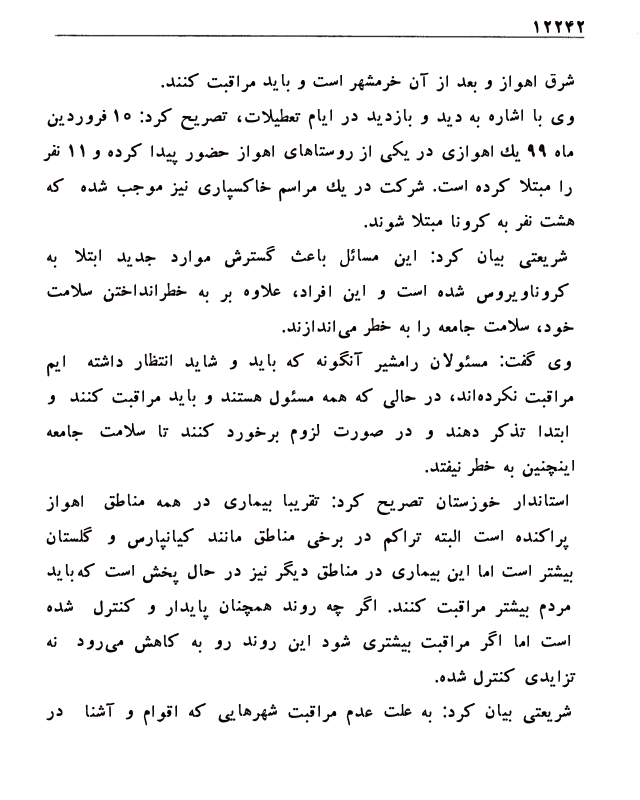 ۱۲۲۴۲
شرق اهواز و بعد از آن خرمشهر است و باید مراقبت کنند.
وی با اشاره به دید و بازدید در ایام تعطیلات، تصریح کرد: ۱۵ فروردین
ماه ۹۹ یك اهوازی در یکی از روستاهای اهواز حضور پیدا کرده و ۱۱ نفر
را مبتلا کرده است. شرکت در یك مراسم خاکسپاری نیز موجب شده که
هشت نفر به کرونا مبتلا شوند.
شریعتی بیان کرد: این مسائل باعث گسترش موارد جدید ابتلا به
کروناویروس شده است و این افراد، علاوه بر به خطرانداختن سلامت
خود، سلامت جامعه را به خطر می‌اندازند.
وی گفت: مسئولان رامشیر آنگونه که باید و شاید انتظار داشته ایم
مراقبت نکرده‌اند، در حالی که همه مسئول هستند و باید مراقبت کنند و
ابتدا تذکر دهند و در صورت لزوم برخورد کنند تا سلامت جامعه
اینچنین به خطر نیفتد.
استاندار خوزستان تصریح کرد: تقریبا بیماری در همه مناطق اهواز
پراکنده است البته تراکم در برخی مناطق مانند کیانپارس و گلستان
بیشتر است اما این بیماری در مناطق دیگر نیز در حال پخش است که باید
مردم بیشتر مراقبت کنند. اگر چه روند همچنان پایدار و کنترل شده
است اما اگر مراقبت بیشتری شود این روند رو به کاهش می‌رود نه
تزایدی کنترل شده.
شریعتی بیان کرد: به علت عدم مراقبت شهرهایی که اقوام و آشنا در